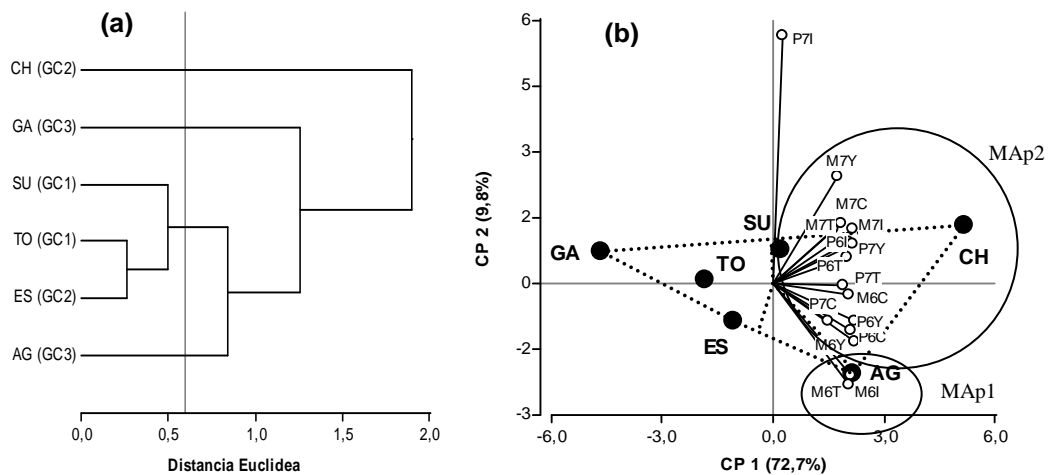 (a)
CH (GC2)
GA (GC3)
SU (GC1)
TO (GC1)
ES (GC2)
AG (GC3)
0,0 0,5 1,0 1,5 2,0
Distancia Euclidea
(b)
6
5
3
2
0
-2
-3
CP 2 (9,8%)
P7I
MAp2
M7Y
M7C
M7T
M7I
SU
P6I
P7Y
GA
CH
TO
P6T
P7T
M6C
P7C
P6Y
ES
M6Y
P6C
AG
M6T
M6I
MAp1
-6,0 -3,0 0,0 3,0 6,0
CP 1 (72,7%)